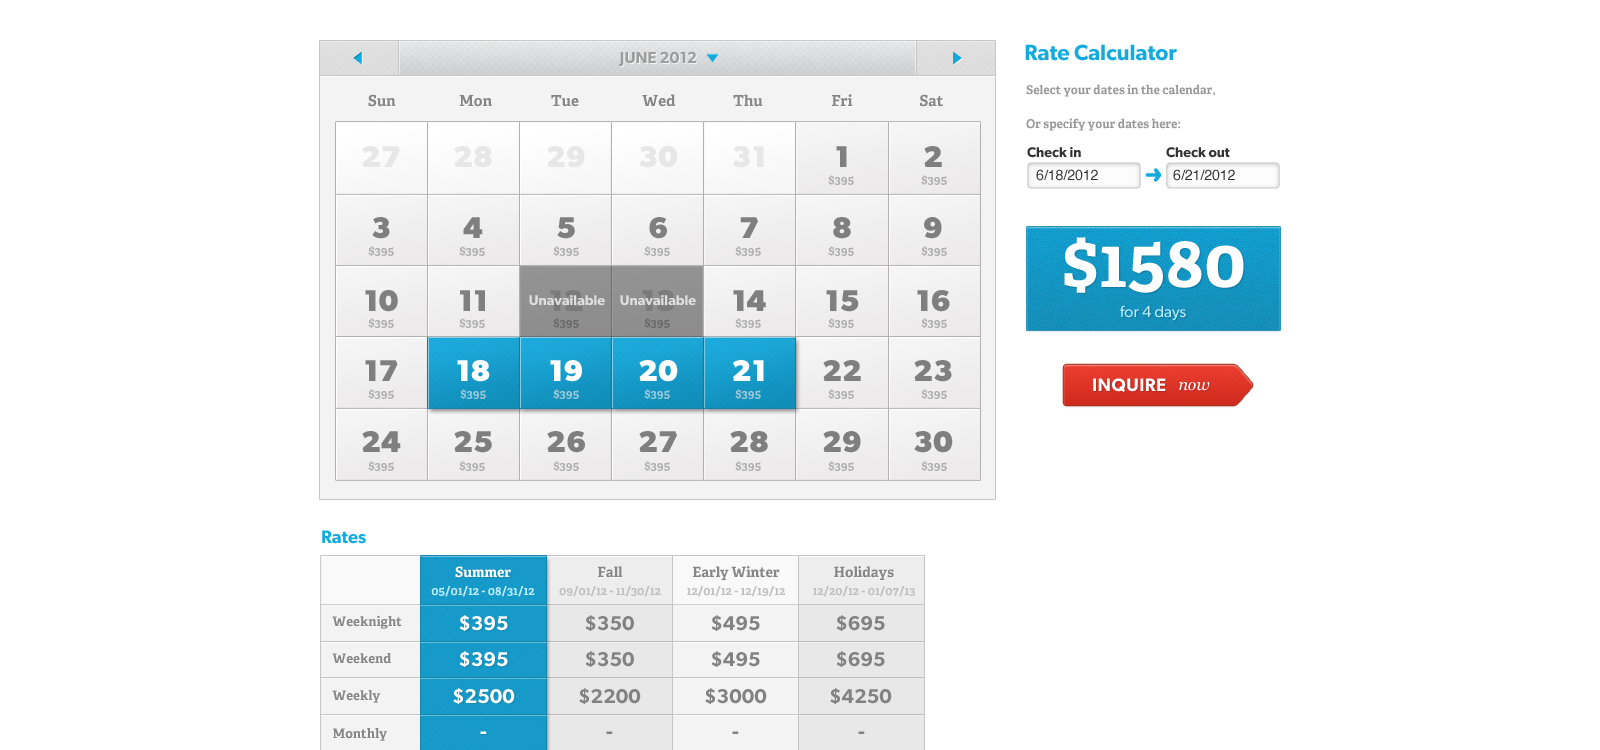 JUNE 2012
Sun Mon Tue Wed Thu Fri Sat
27 28 29 30 31 1 2
$395 $395
3 4 5 6 7 8 9
$395 $395 $395 $395 $395 $395 $395
10 11 Unavailable Unavailable 14 15 16
$395 $395 $395 $395 $395 $395 $395
17 18 19 20 21 22 23
$395 $395 $395 $395 $395 $395 $395
24 25 26 27 28 29 30
$395 $395 $395 $395 $395 $395 $395
Rate Calculator
Select your dates in the calendar,
Or specify your dates here:
Check in Check out
6/18/2012 6/21/2012
$1580
for 4 days
INQUIRE now
Rates
Summer Fall Early Winter Holidays
05/01/12 - 08/31/12 09/01/12 - 11/30/12 12/01/12 - 12/19/12 12/20/12 - 01/07/13
Weeknight $395 $350 $495 $695
Weekend $395 $350 $495 $695
Weekly $2500 $2200 $3000 $4250
Monthly - - - -